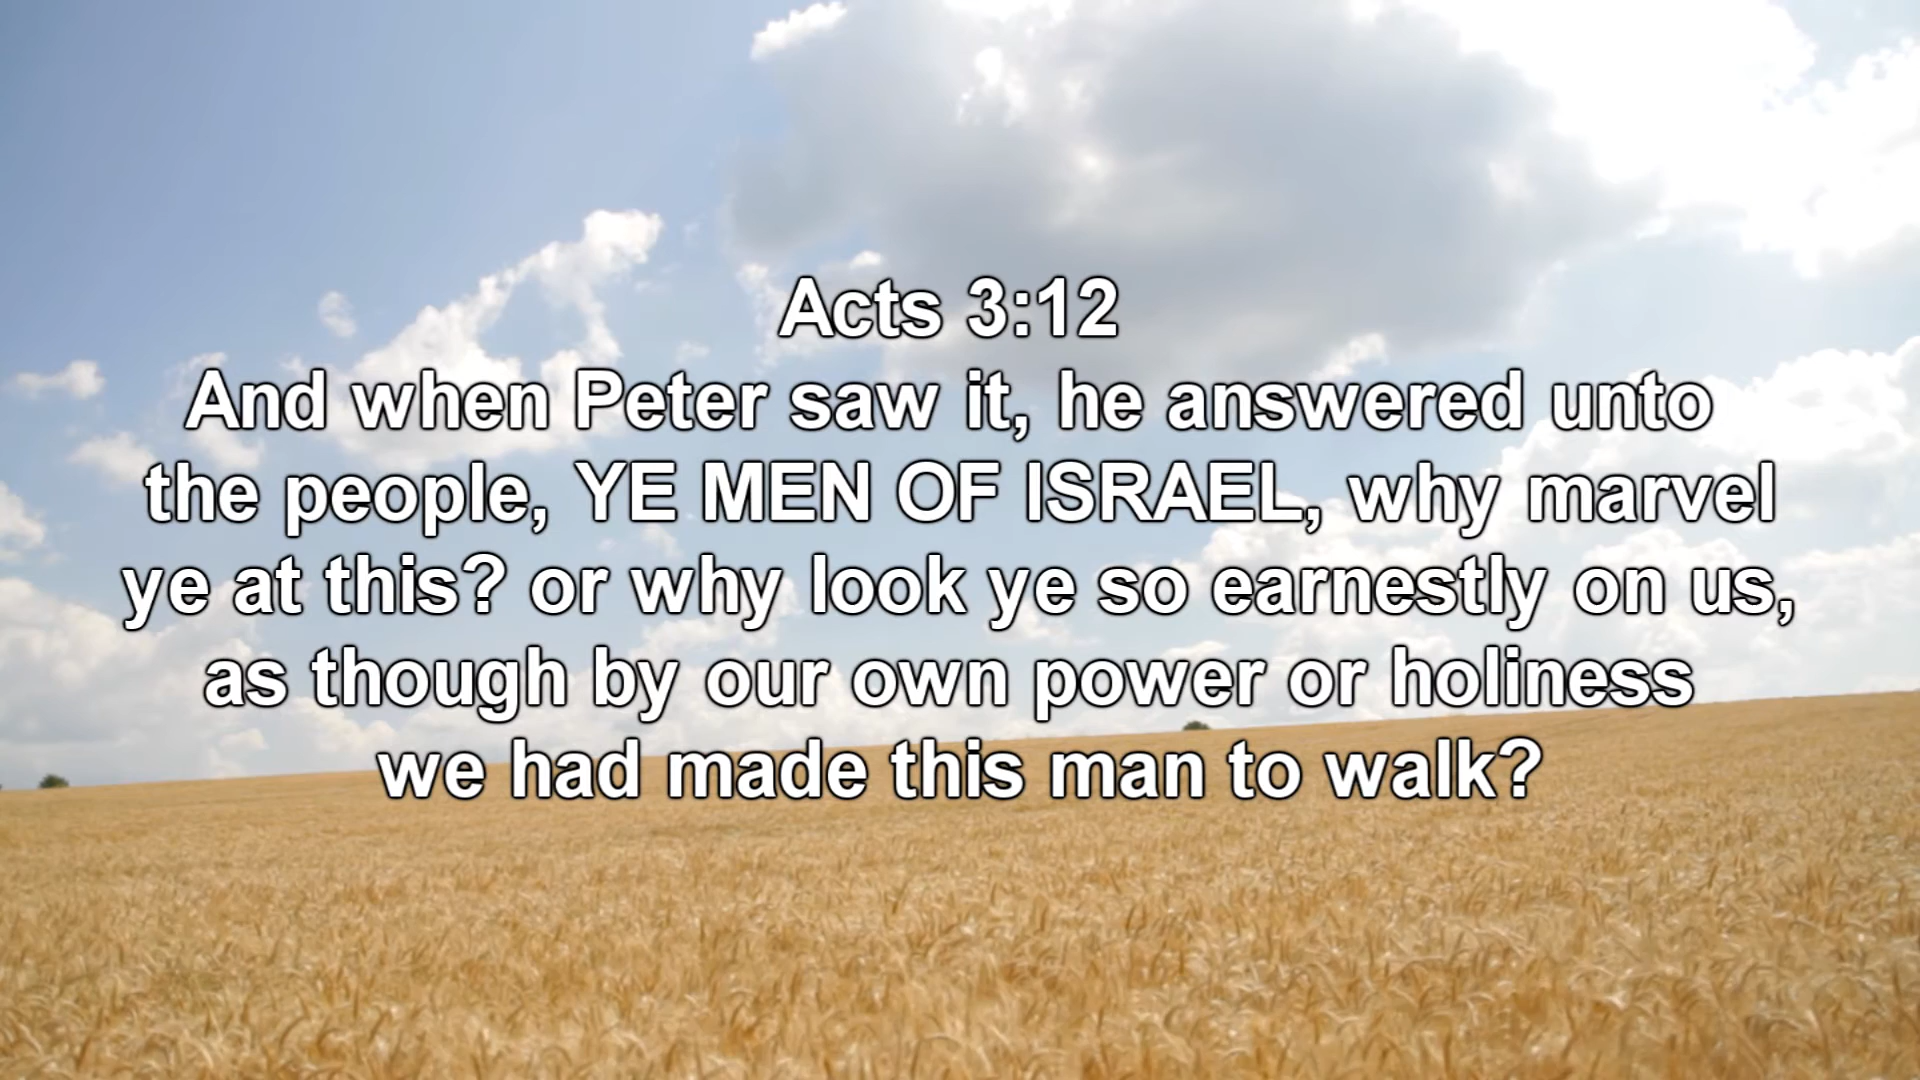 Acts 3:12
And when Peter saw it, he answered unto
the people, YE MEN OF ISRAEL, why marvel
ye at this? or why look ye so earnestly on us,
as though by our own power or holiness
we had made this man to walk?